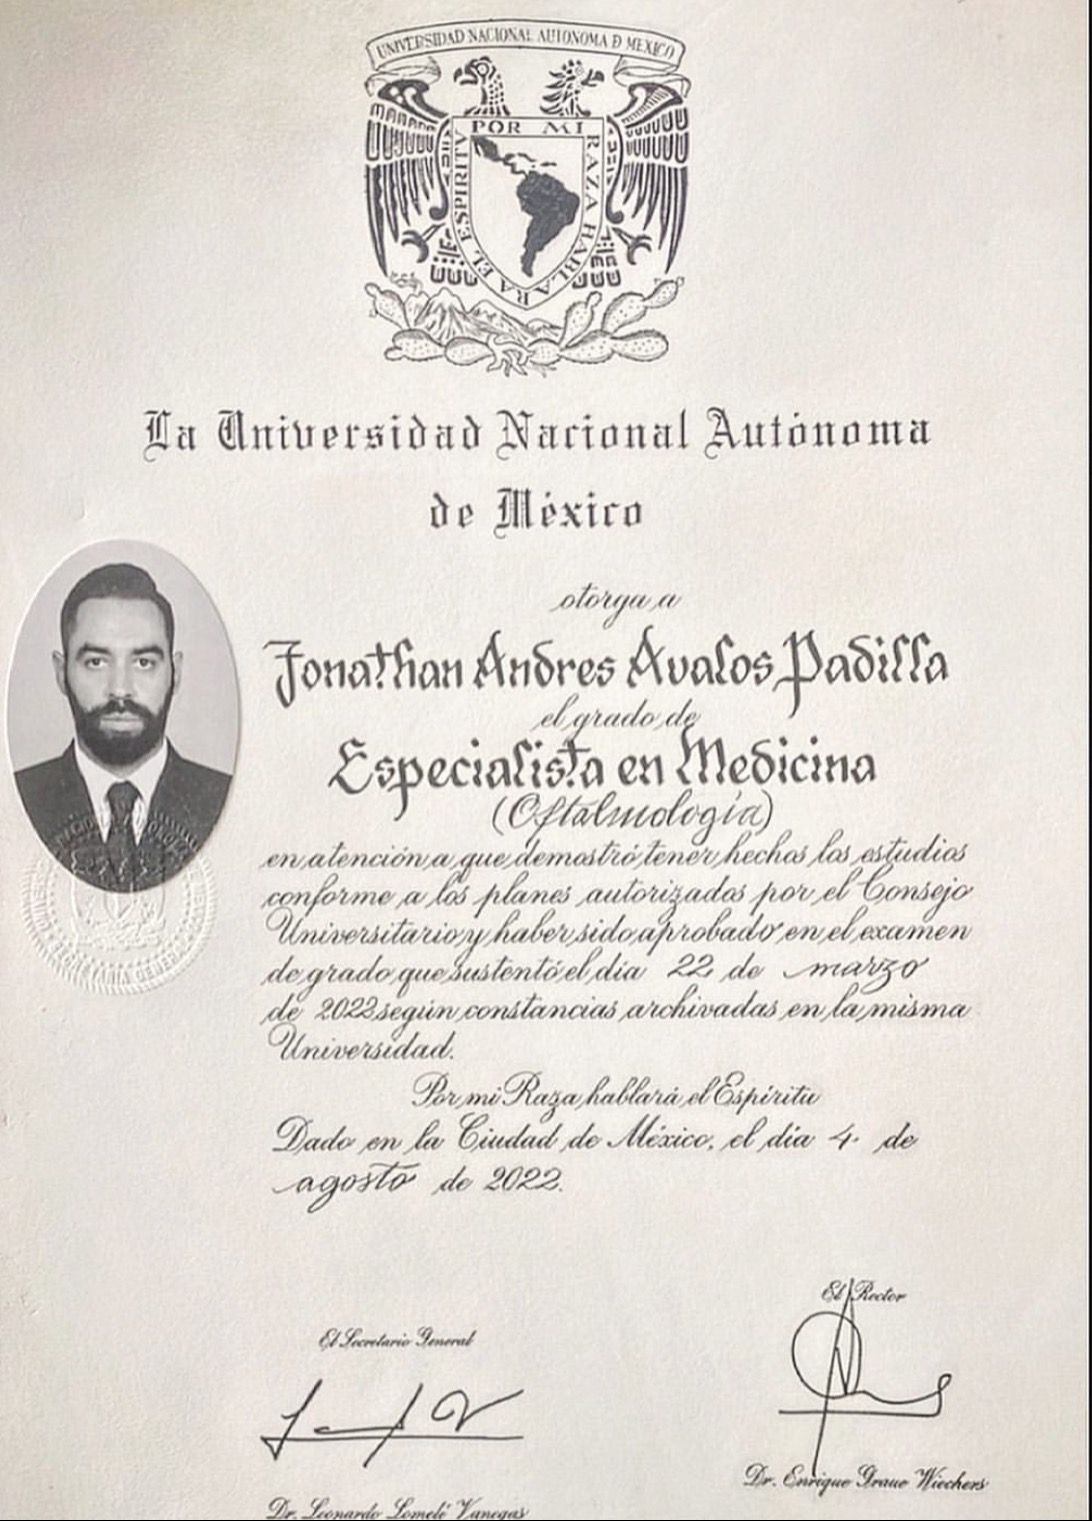 UNIVERSIDAD NACIONAL AUTONOMA D MEXICO
POR MI
RAZA HABLARA EL ESPIRITU
La Universidad Nacional Autónoma
de México
otorga a
Jonathan Andres Avalos Padilla
el grado de
Especialista en Medicina
(Oftalmología)
en atención a que demostró tener hechos los estudios
conforme a los planes autorizados por el Consejo
Universitario y haber sido aprobado en el examen
de grado que sustentó el día 22 de marzo
de 2022 según constancias archivadas en la misma
Universidad.
Por mi Raza hablará el Espíritu
Dado en la Ciudad de México, el día 4 de
agosto de 2022.
El Rector
El Secretario General
Dr. Enrique Graue Wiechers
Dr. Leonardo Lomelí Vanegas